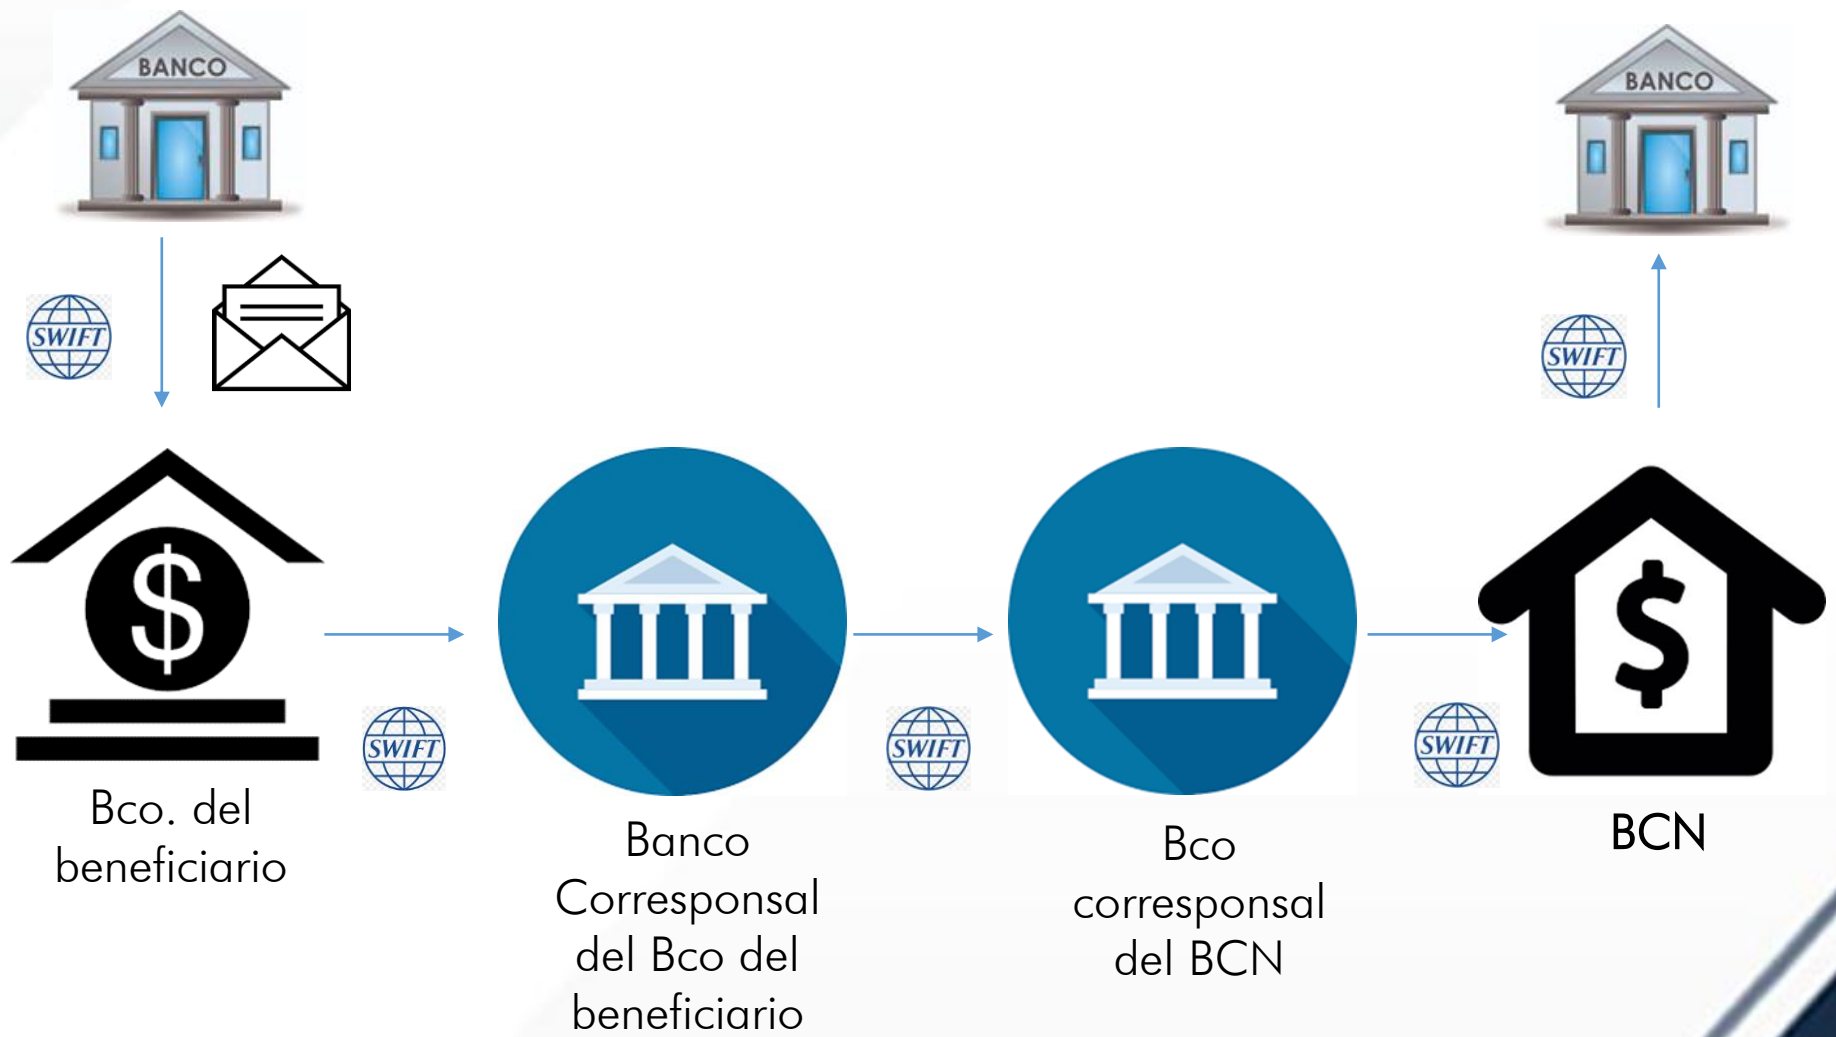 BANCO
BANCO
SWIFT
SWIFT
$
$
SWIFT
SWIFT
SWIFT
Bco. del
beneficiario
Banco
Corresponsal
del Bco del
beneficiario
Bco
corresponsal
del BCN
BCN